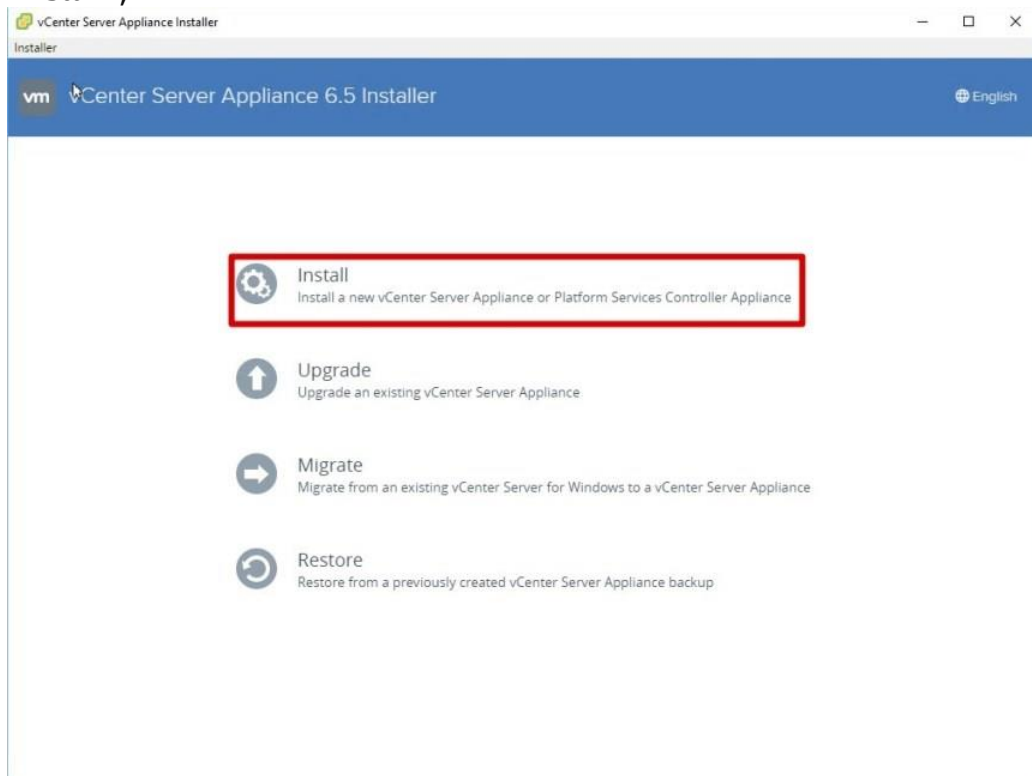 vCenter Server Appliance Installer
Installer
vm vCenter Server Appliance 6.5 Installer
English
Install
Install a new vCenter Server Appliance or Platform Services Controller Appliance
Upgrade
Upgrade an existing vCenter Server Appliance
Migrate
Migrate from an existing vCenter Server for Windows to a vCenter Server Appliance
Restore
Restore from a previously created vCenter Server Appliance backup